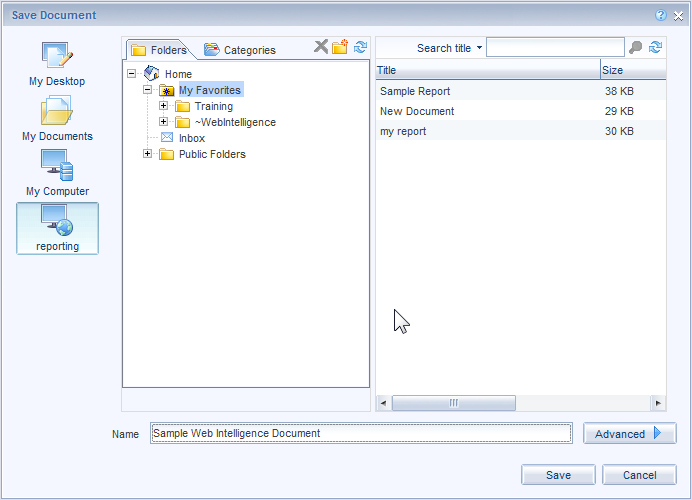 Save Document
My Desktop
My Documents
My Computer
reporting
Folders
Categories
Home
My Favorites
Training
~WebIntelligence
Inbox
Public Folders
Search title
Title Size
Sample Report 38 KB
New Document 29 KB
my report 30 KB
Name Sample Web Intelligence Document
Advanced
Save
Cancel